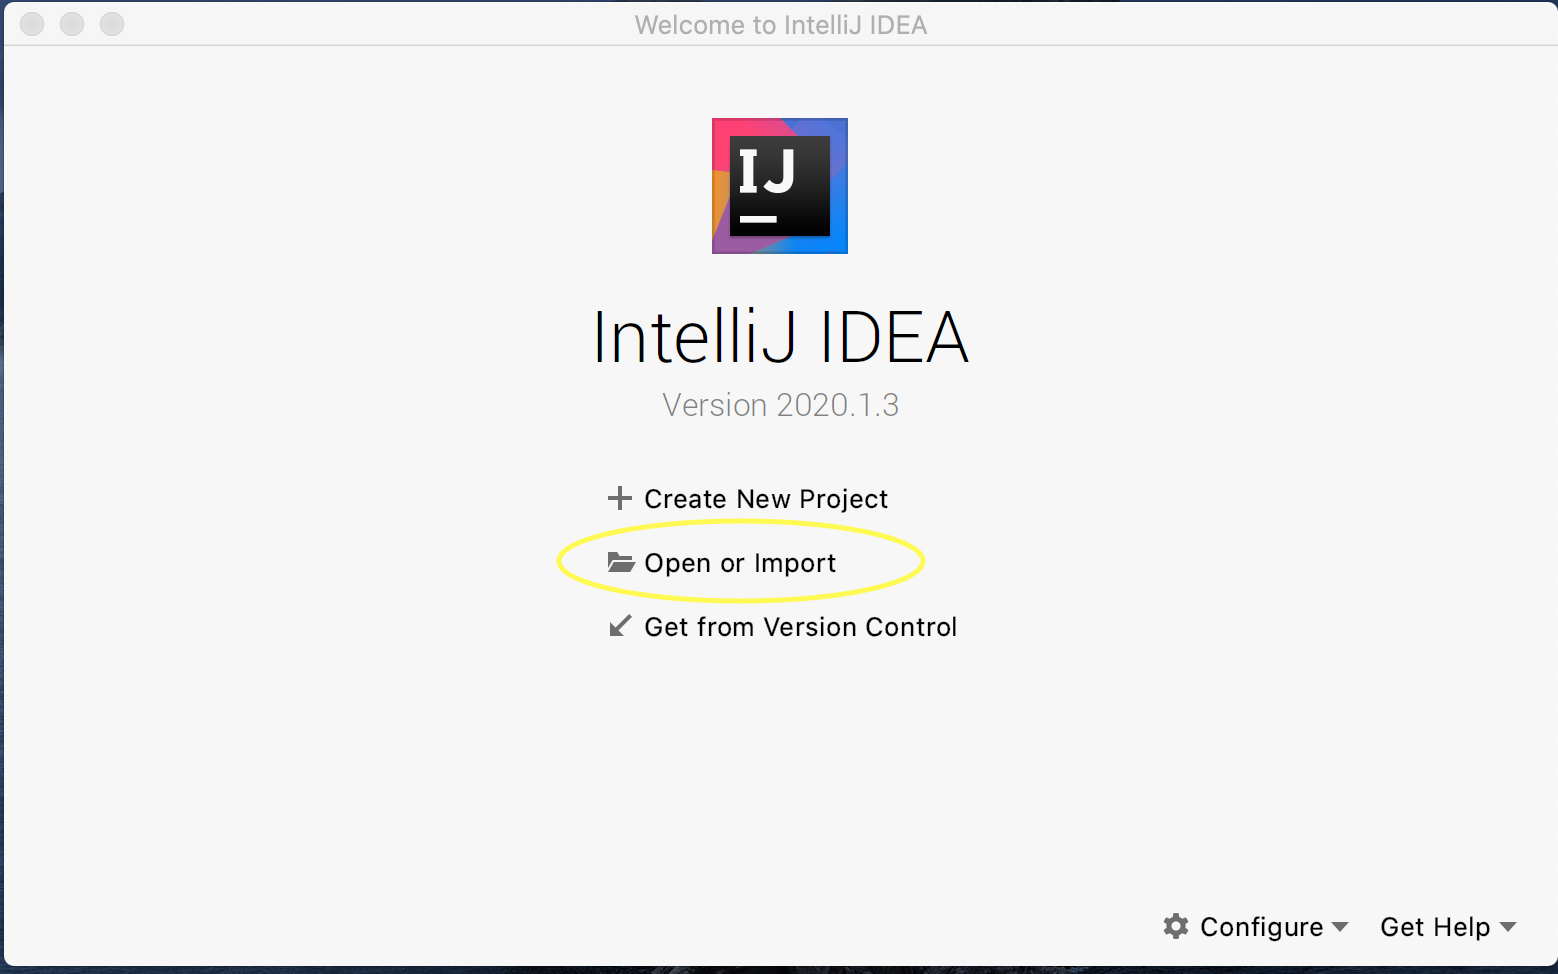 Welcome to IntelliJ IDEA
IJ
IntelliJ IDEA
Version 2020.1.3
Create New Project
Open or Import
Get from Version Control
Configure
Get Help